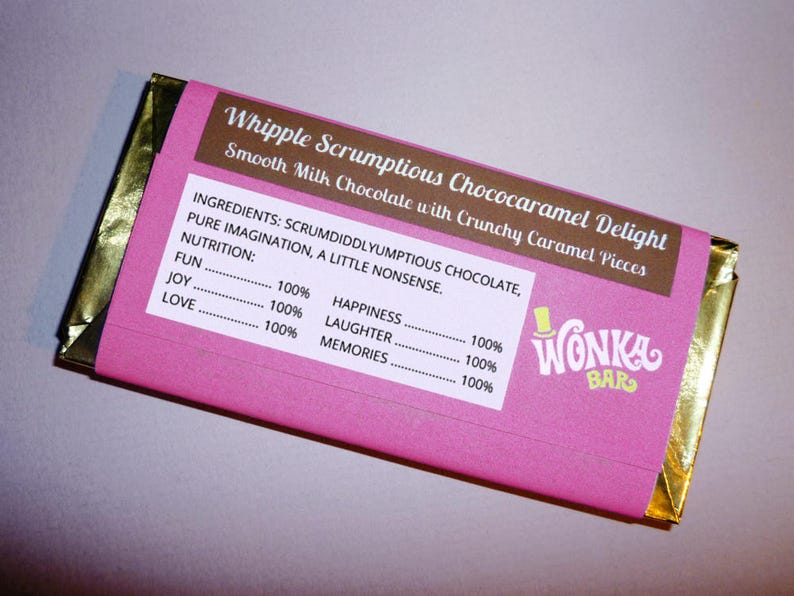 Whipple Scrumptious Chococaramel Delight
Smooth Milk Chocolate with Crunchy Caramel Pieces
INGREDIENTS: SCRUMDIDDLYUMPTIOUS CHOCOLATE,
PURE IMAGINATION, A LITTLE NONSENSE.
NUTRITION:
FUN .................... 100%
JOY .................... 100%
LOVE .................. 100%
HAPPINESS .................. 100%
LAUGHTER ................... 100%
MEMORIES ................... 100%
WONKA
BAR